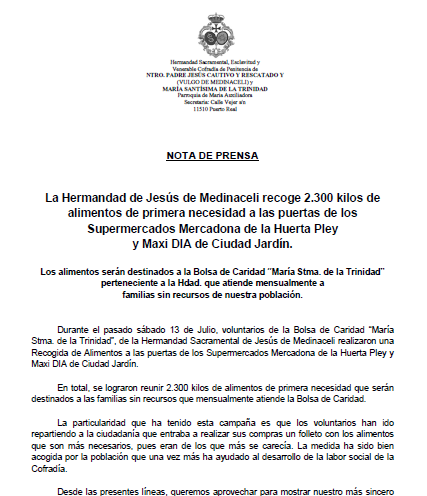 Hermandad Sacramental, Esclavitud y
Venerable Cofradía de Penitencia de
NTRO. PADRE JESÚS CAUTIVO Y RESCATADO Y
(VULGO DE MEDINACELI) y
MARÍA SANTÍSIMA DE LA TRINIDAD
Parroquia de María Auxiliadora
Secretaría: Calle Vejer s/n
11510 Puerto Real
NOTA DE PRENSA
La Hermandad de Jesús de Medinaceli recoge 2.300 kilos de
alimentos de primera necesidad a las puertas de los
Supermercados Mercadona de la Huerta Pley
y Maxi DIA de Ciudad Jardín.
Los alimentos serán destinados a la Bolsa de Caridad "María Stma. de la Trinidad"
perteneciente a la Hdad. que atiende mensualmente a
familias sin recursos de nuestra población.
Durante el pasado sábado 13 de Julio, voluntarios de la Bolsa de Caridad "María
Stma. de la Trinidad", de la Hermandad Sacramental de Jesús de Medinaceli realizaron una
Recogida de Alimentos a las puertas de los Supermercados Mercadona de la Huerta Pley y
Maxi DIA de Ciudad Jardín.
En total, se lograron reunir 2.300 kilos de alimentos de primera necesidad que serán
destinados a las familias sin recursos que mensualmente atiende la Bolsa de Caridad.
La particularidad que ha tenido esta campaña es que los voluntarios han ido
repartiendo a la ciudadanía que entraba a realizar sus compras un folleto con los alimentos
que son más necesarios, pues eran de los que más se carecía. La medida ha sido bien
acogida por la población que una vez más ha ayudado al desarrollo de la labor social de la
Cofradía.
Desde las presentes líneas, queremos aprovechar para mostrar nuestro más sincero